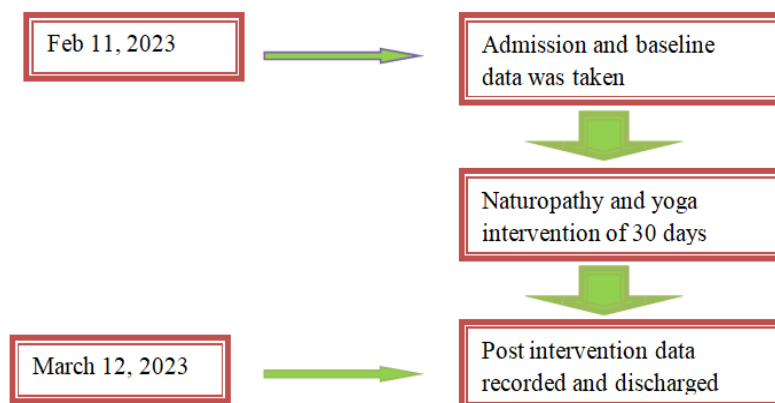 Feb 11, 2023
Admission and baseline
data was taken
Naturopathy and yoga
intervention of 30 days
March 12, 2023
Post intervention data
recorded and discharged